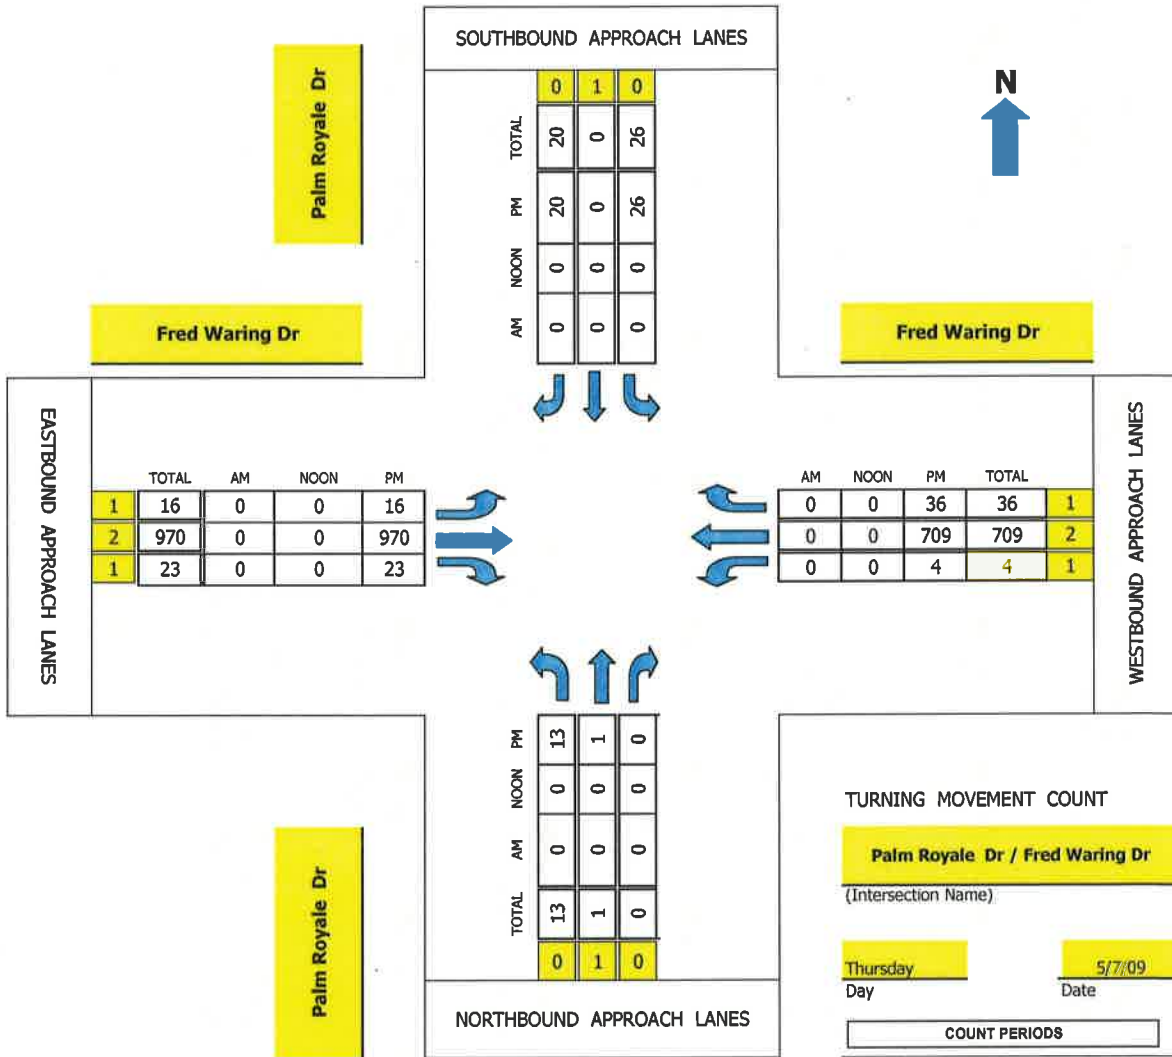 SOUTHBOUND APPROACH LANES
N
Palm Royale Dr
0 1 0
TOTAL 20 0 26
PM 20 0 26
NOON 0 0 0
AM 0 0 0
Fred Waring Dr
Fred Waring Dr
EASTBOUND APPROACH LANES
TOTAL AM NOON PM
1 16 0 0 16
2 970 0 0 970
1 23 0 0 23
AM NOON PM TOTAL
0 0 36 36 1
0 0 709 709 2
0 0 4 4 1
WESTBOUND APPROACH LANES
PM 13 1 0
NOON 0 0 0
AM 0 0 0
TOTAL 13 1 0
0 1 0
Palm Royale Dr
NORTHBOUND APPROACH LANES
TURNING MOVEMENT COUNT
Palm Royale Dr / Fred Waring Dr
(Intersection Name)
Thursday 5/7/09
Day Date
COUNT PERIODS